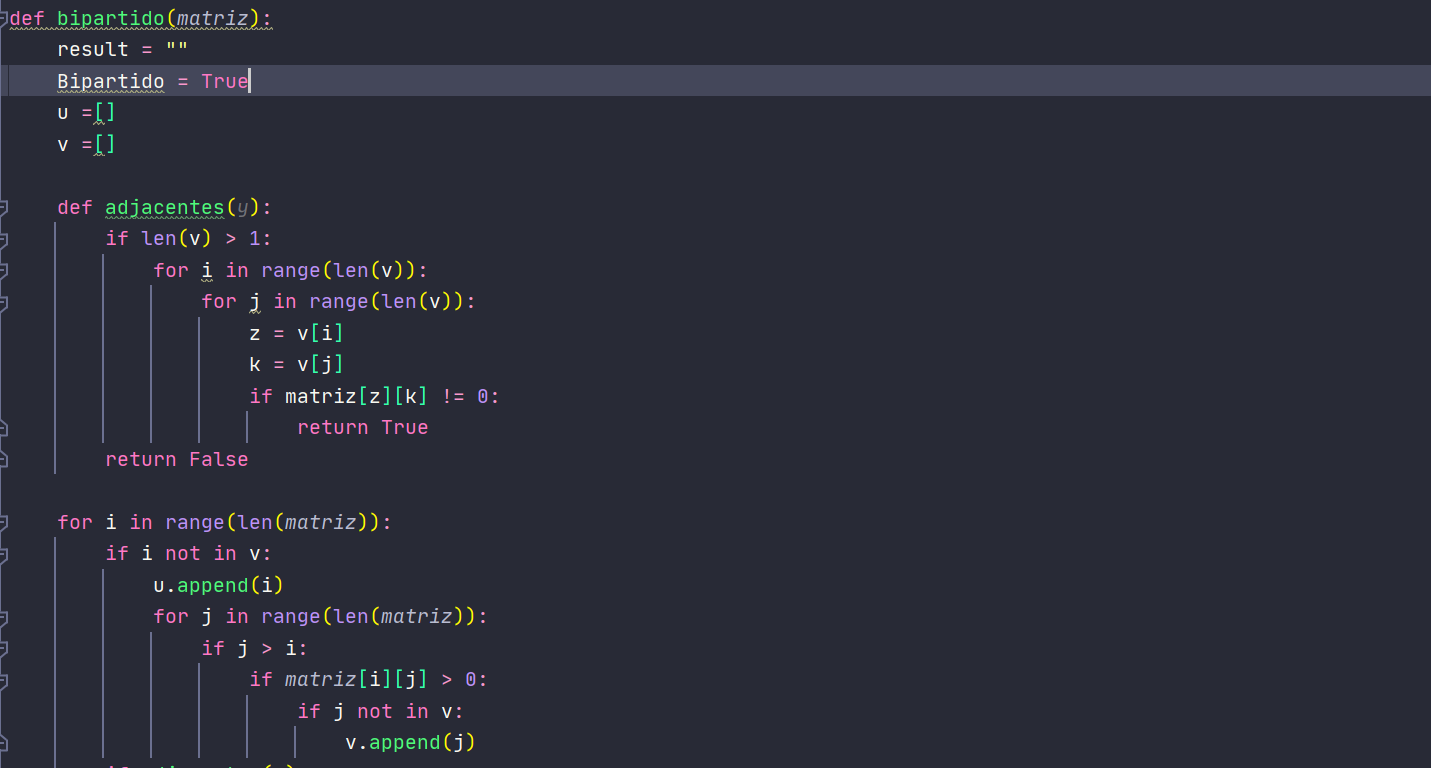 def bipartido(matriz):
    result = ""
    Bipartido = True
    u =[]
    v =[]

    def adjacentes(y):
        if len(v) > 1:
            for i in range(len(v)):
                for j in range(len(v)):
                    z = v[i]
                    k = v[j]
                    if matriz[z][k] != 0:
                        return True
        return False

    for i in range(len(matriz)):
        if i not in v:
            u.append(i)
            for j in range(len(matriz)):
                if j > i:
                    if matriz[i][j] > 0:
                        if j not in v:
                            v.append(j)